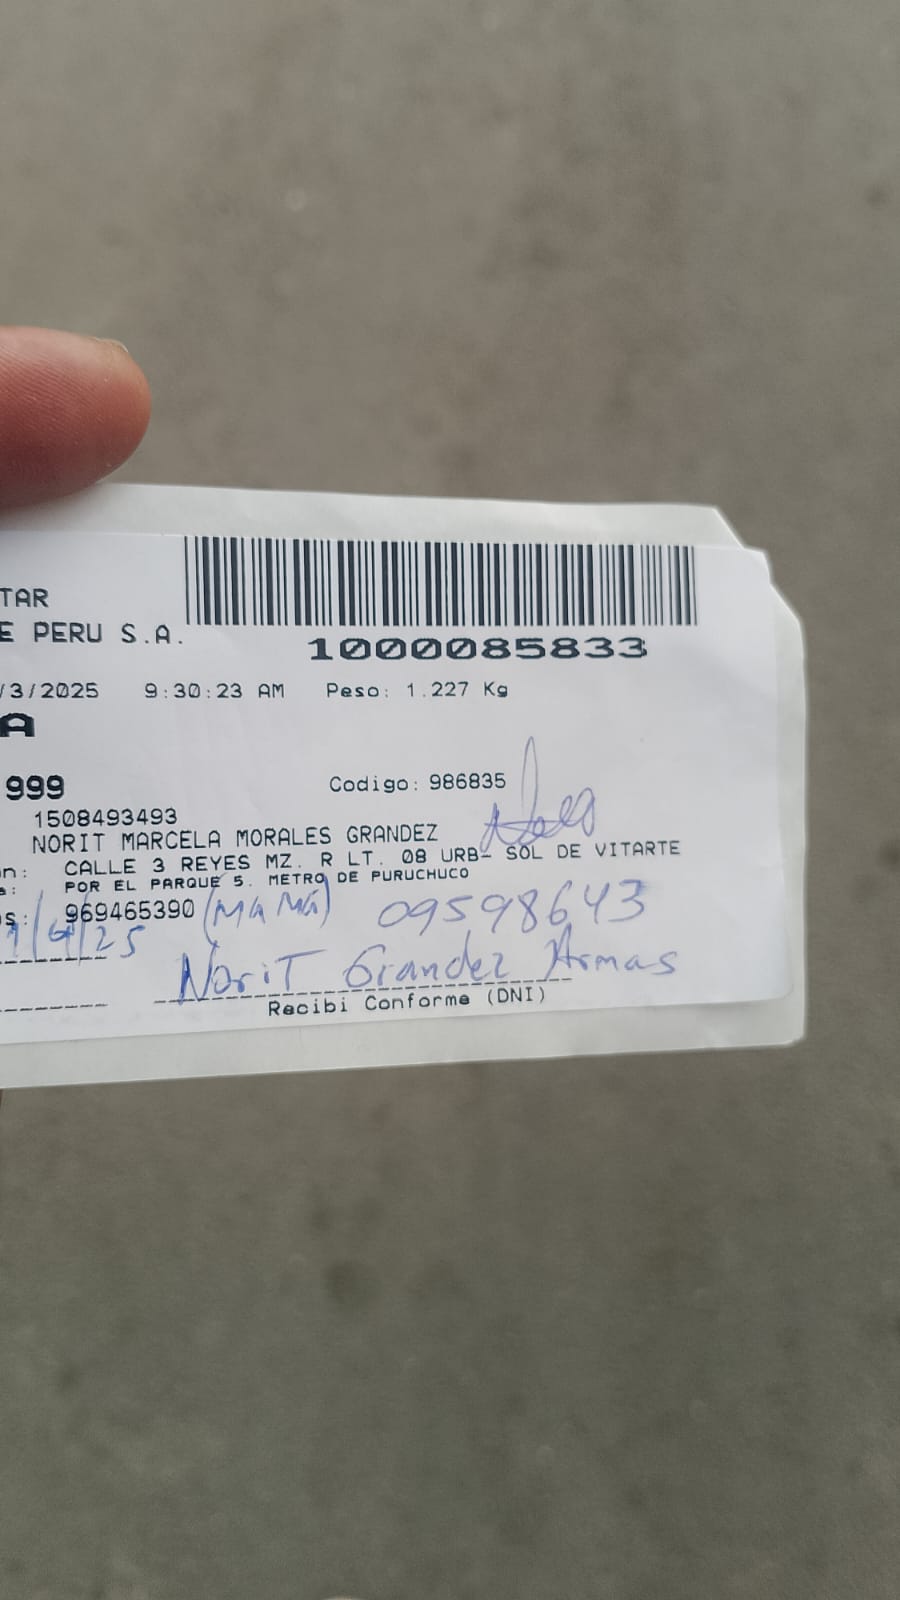 TAR
E PERU S.A.
1000085833
/3/2025 9:30:23 AM Peso: 1.227 Kg
A
999 Codigo: 986835
1508493493
NORIT MARCELA MORALES GRANDEZ
n: CALLE 3 REYES MZ. R LT. 08 URB- SOL DE VITARTE
a: POR EL PARQUE 5. METRO DE PURUCHUCO
s: 969465390 (MAMá) 09598643
/25
NoriT Grandez Armas
Recibi Conforme (DNI)